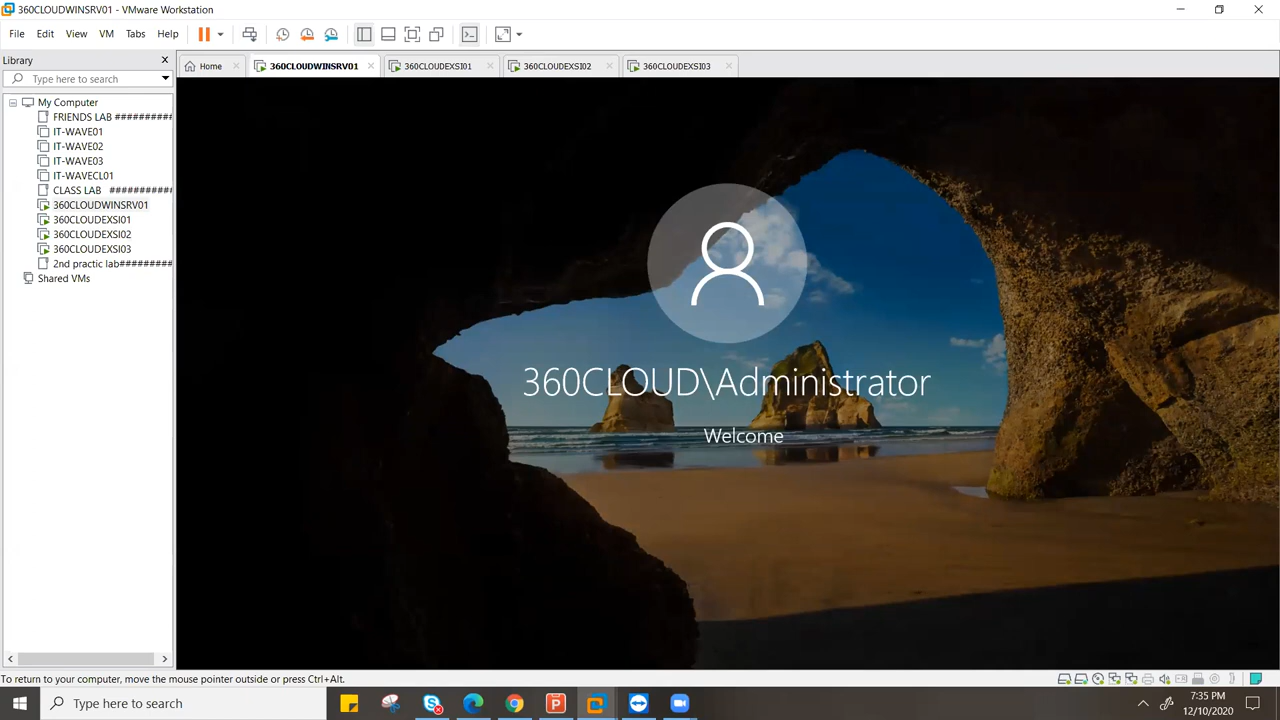 360CLOUDWINSRV01 - VMware Workstation
File Edit View VM Tabs Help
Library
Type here to search
Home 360CLOUDWINSRV01 360CLOUDEXSI01 360CLOUDEXSI02 360CLOUDEXSI03
My Computer
FRIENDS LAB ##########
IT-WAVE01
IT-WAVE02
IT-WAVE03
IT-WAVECL01
CLASS LAB ###########
360CLOUDWINSRV01
360CLOUDEXSI01
360CLOUDEXSI02
360CLOUDEXSI03
2nd practic lab#########
Shared VMs
360CLOUD\Administrator
Welcome
To return to your computer, move the mouse pointer outside or press Ctrl+Alt.
Type here to search
7:35 PM
12/10/2020